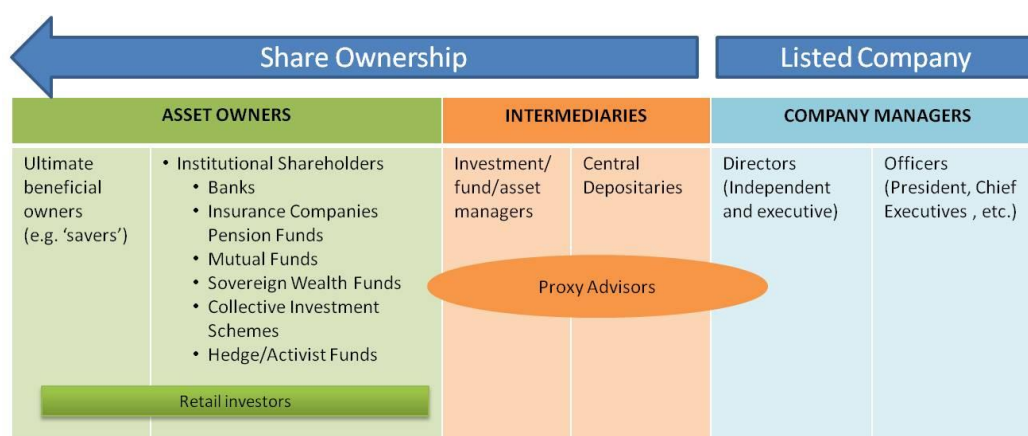 Share Ownership
Listed Company
ASSET OWNERS
INTERMEDIARIES
COMPANY MANAGERS
Ultimate
beneficial
owners
(e.g. ‘savers’)
• Institutional Shareholders
• Banks
• Insurance Companies
Pension Funds
• Mutual Funds
• Sovereign Wealth Funds
• Collective Investment
Schemes
• Hedge/Activist Funds
Investment/
fund/asset
managers
Central
Depositaries
Directors
(Independent
and executive)
Officers
(President, Chief
Executives , etc.)
Proxy Advisors
Retail investors